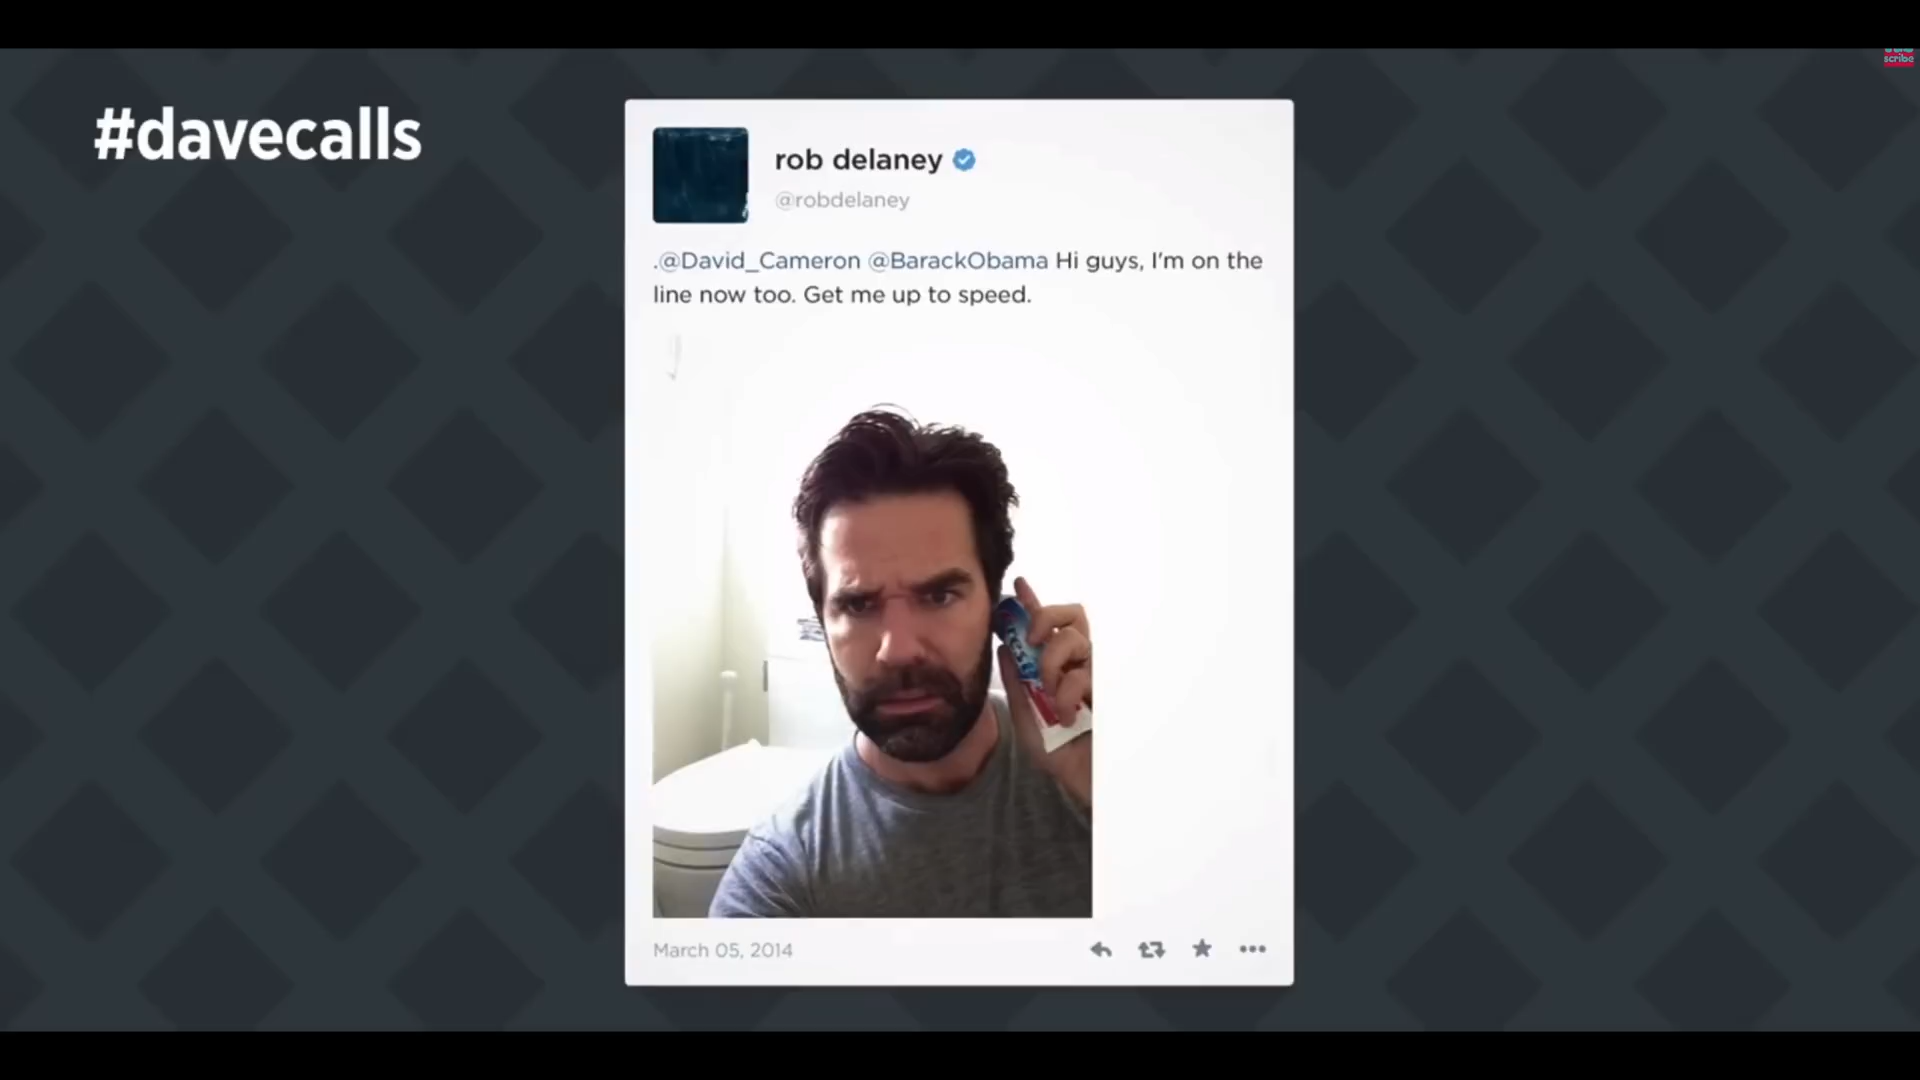 #davecalls
scribe
rob delaney
@robdelaney
.@David_Cameron @BarackObama Hi guys, I'm on the
line now too. Get me up to speed.
March 05, 2014